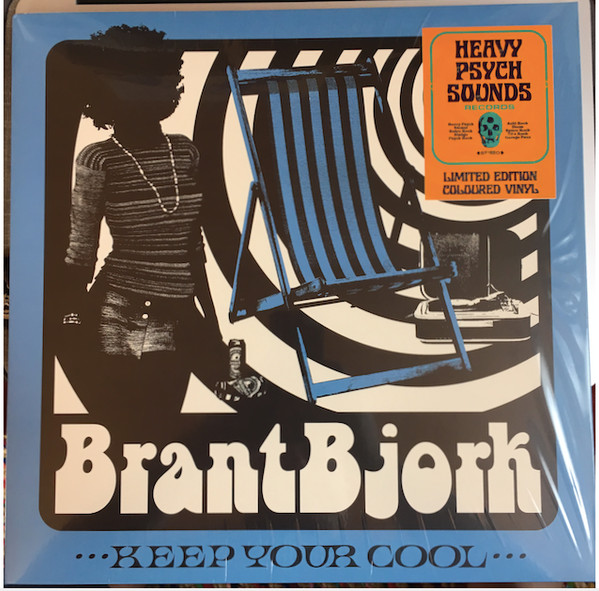 HEAVY
PSYCH
SOUNDS
RECORDS
LIMITED EDITION
COLOURED VINYL
BrantBjork
•••KEEP YOUR COOL•••